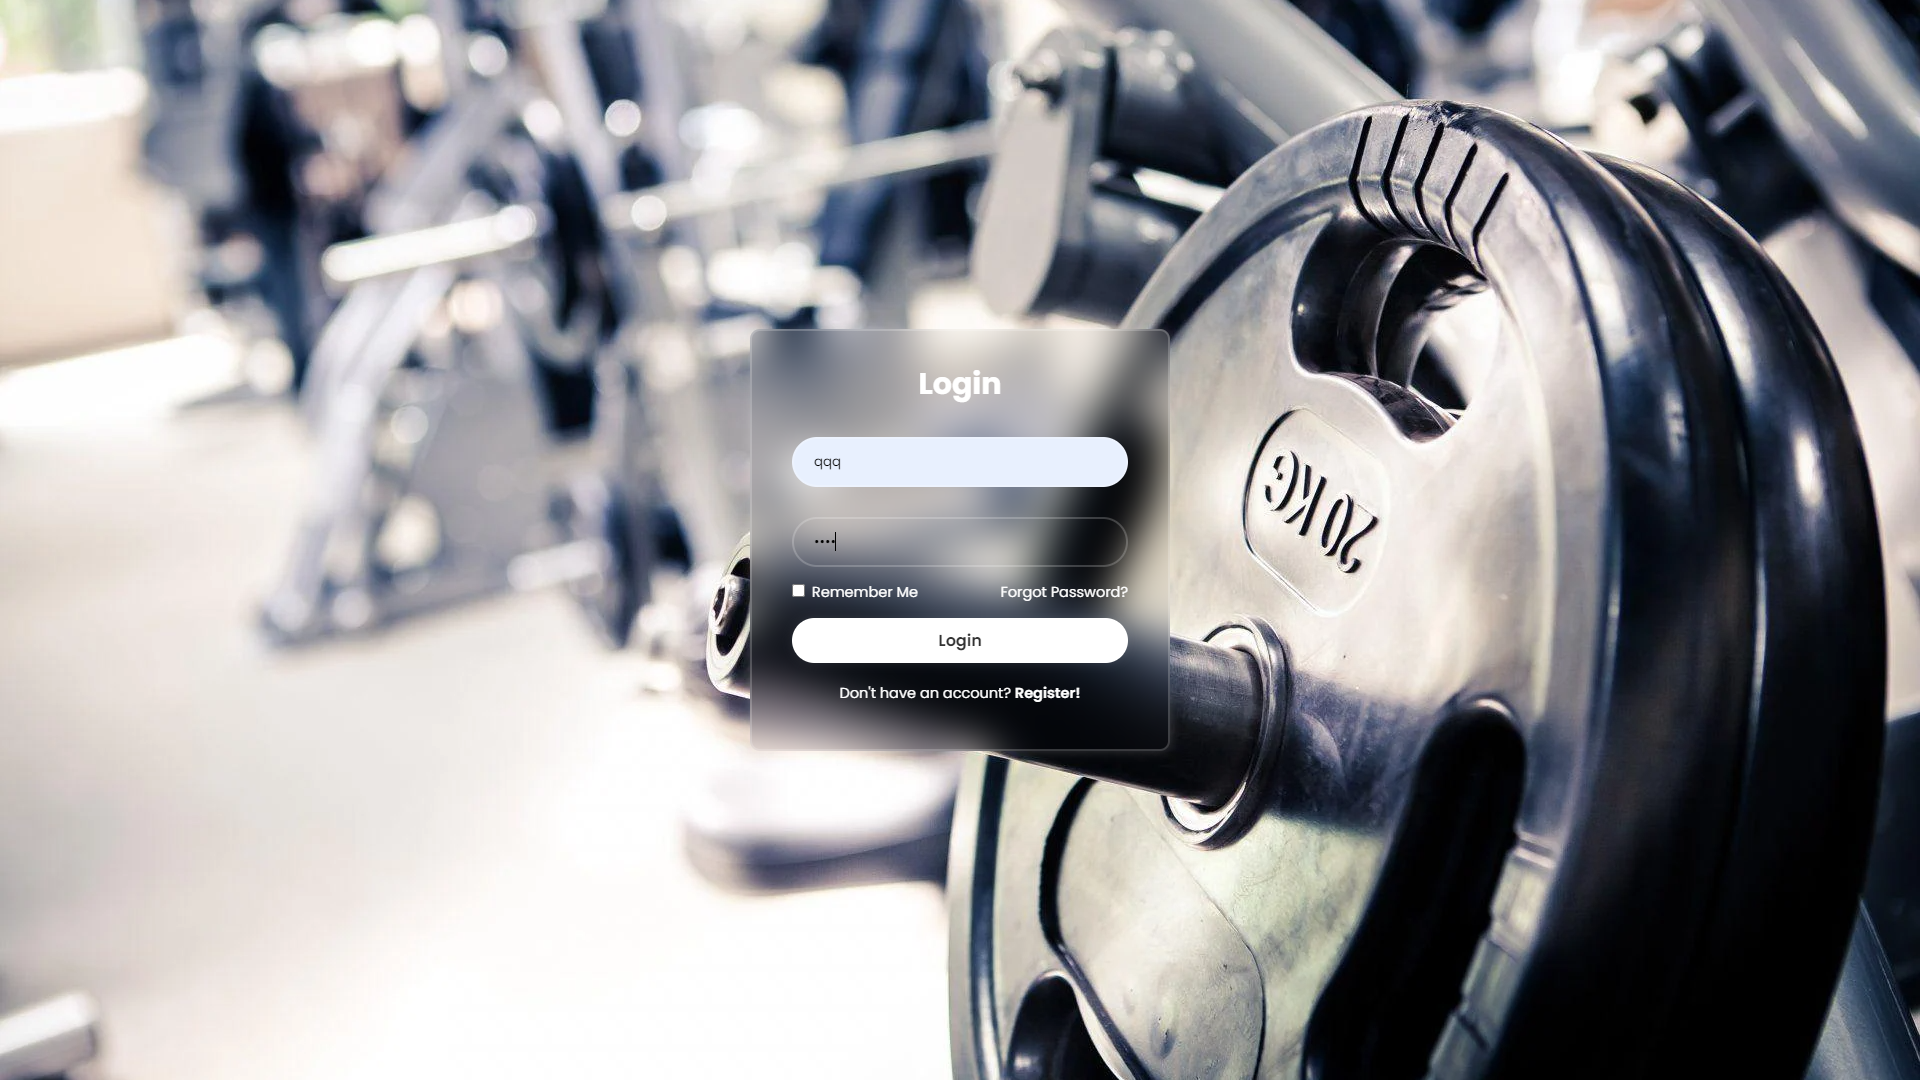 Login
qqq
••••
Remember Me
Forgot Password?
Login
Don't have an account? Register!
20 KG